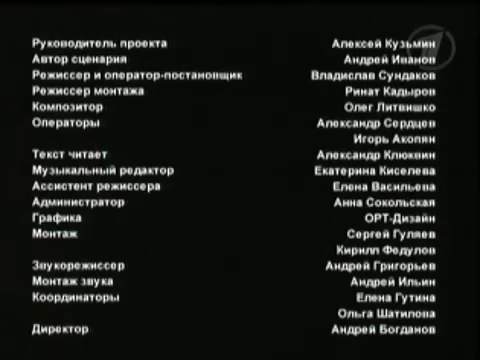 Руководитель проекта Алексей Кузьмин
Автор сценария Андрей Иванов
Режиссер и оператор-постановщик Владислав Сундаков
Режиссер монтажа Ринат Кадыров
Композитор Олег Литвишко
Операторы Александр Сердцев
Игорь Акопян
Текст читает Александр Клюквин
Музыкальный редактор Екатерина Киселева
Ассистент режиссера Елена Васильева
Администратор Анна Сокольская
Графика ОРТ-Дизайн
Монтаж Сергей Гуляев
Кирилл Федулов
Звукорежиссер Андрей Григорьев
Монтаж звука Андрей Ильин
Координаторы Елена Гутина
Ольга Шатилова
Директор Андрей Богданов